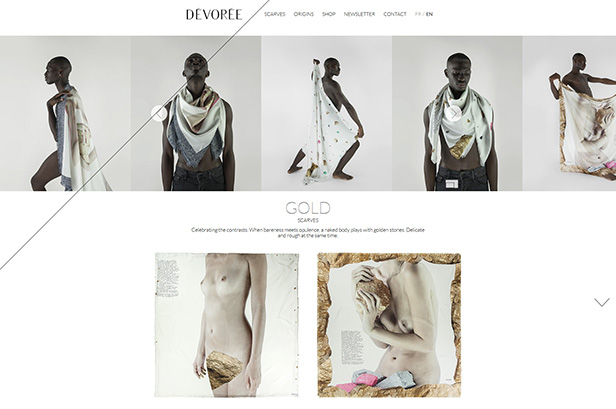 DÉVORÉE
SCARVES ORIGINS SHOP NEWSLETTER CONTACT FR / EN
GOLD
SCARVES
Celebrating the contrasts: When bareness meets opulence, a naked body plays with golden stones. Delicate
and rough at the same time.